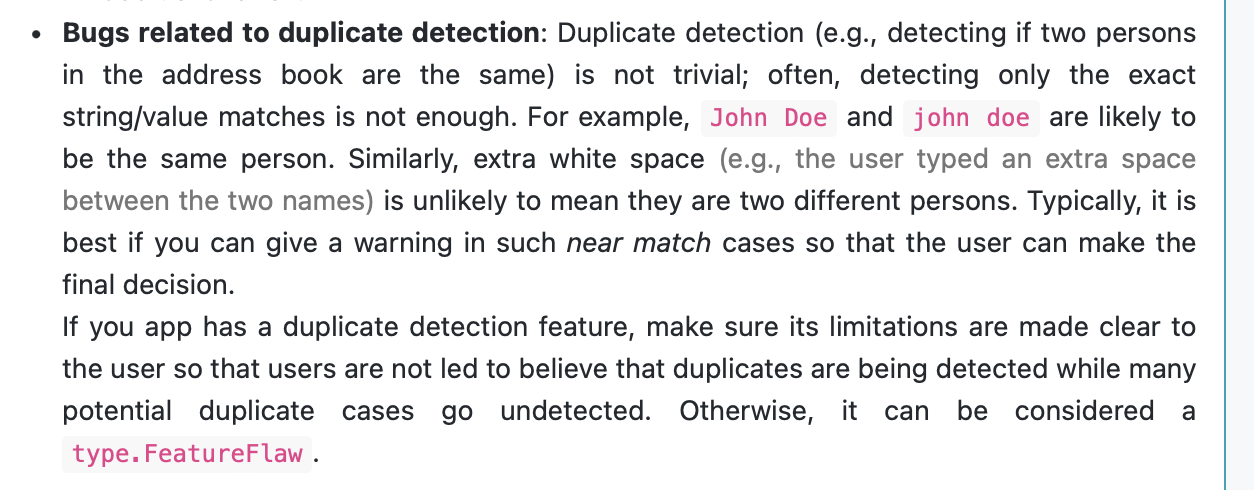 • Bugs related to duplicate detection: Duplicate detection (e.g., detecting if two persons
in the address book are the same) is not trivial; often, detecting only the exact
string/value matches is not enough. For example, John Doe and john doe are likely to
be the same person. Similarly, extra white space (e.g., the user typed an extra space
between the two names) is unlikely to mean they are two different persons. Typically, it is
best if you can give a warning in such near match cases so that the user can make the
final decision.
If you app has a duplicate detection feature, make sure its limitations are made clear to
the user so that users are not led to believe that duplicates are being detected while many
potential duplicate cases go undetected. Otherwise, it can be considered a
type.FeatureFlaw.